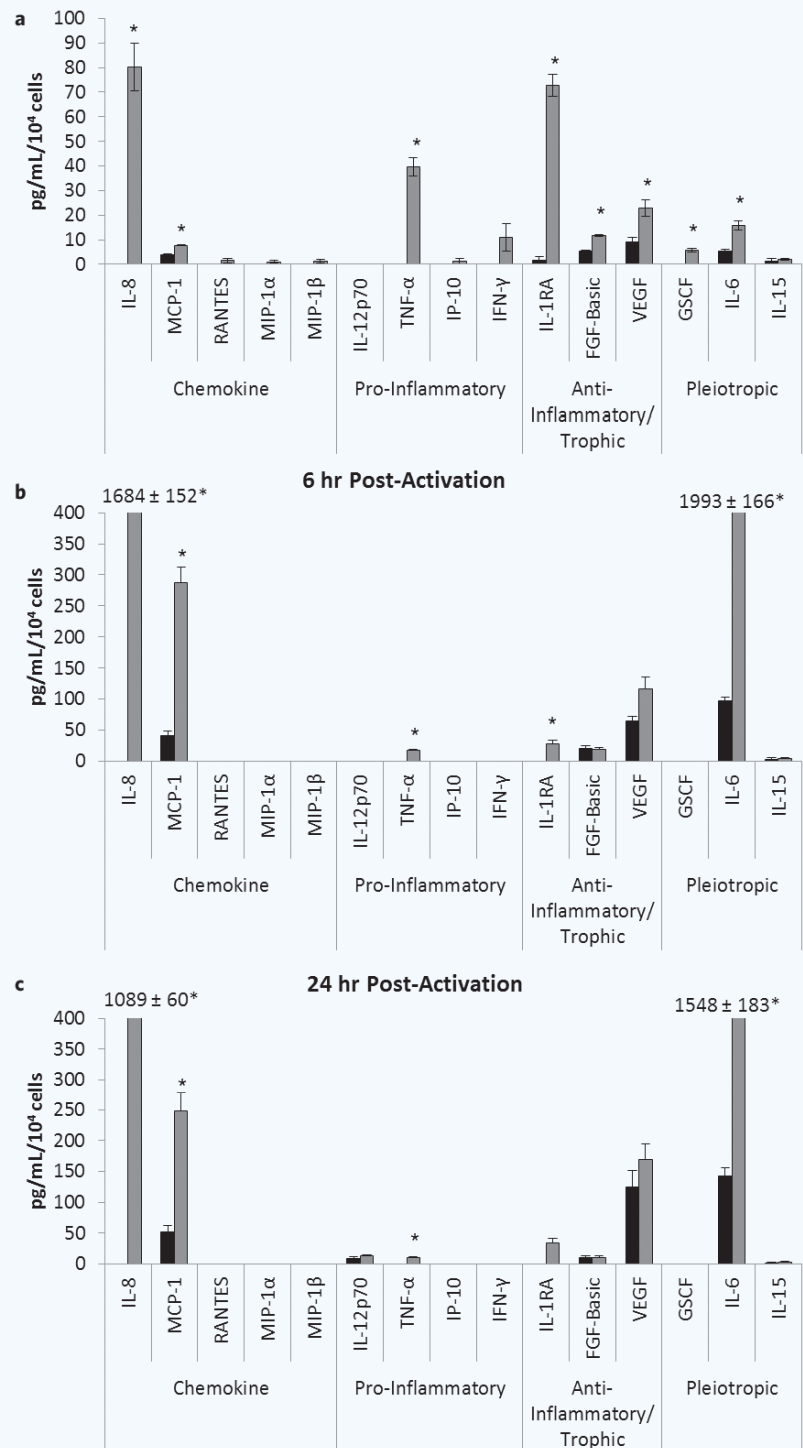 a
100
90
80
70
60
50
40
30
20
10
0
pg/mL/10⁴ cells
*
*
*
*
*
*
*
*
IL-8
MCP-1
RANTES
MIP-1α
MIP-1β
IL-12p70
TNF-α
IP-10
IFN-γ
IL-1RA
FGF-Basic
VEGF
GSCF
IL-6
IL-15
Chemokine
Pro-Inflammatory
Anti-
Inflammatory/
Trophic
Pleiotropic
b
6 hr Post-Activation
1684 ± 152*
1993 ± 166*
400
350
300
250
200
150
100
50
0
pg/mL/10⁴ cells
*
*
*
IL-8
MCP-1
RANTES
MIP-1α
MIP-1β
IL-12p70
TNF-α
IP-10
IFN-γ
IL-1RA
FGF-Basic
VEGF
GSCF
IL-6
IL-15
Chemokine
Pro-Inflammatory
Anti-
Inflammatory/
Trophic
Pleiotropic
c
24 hr Post-Activation
1089 ± 60*
1548 ± 183*
400
350
300
250
200
150
100
50
0
pg/mL/10⁴ cells
*
*
IL-8
MCP-1
RANTES
MIP-1α
MIP-1β
IL-12p70
TNF-α
IP-10
IFN-γ
IL-1RA
FGF-Basic
VEGF
GSCF
IL-6
IL-15
Chemokine
Pro-Inflammatory
Anti-
Inflammatory/
Trophic
Pleiotropic